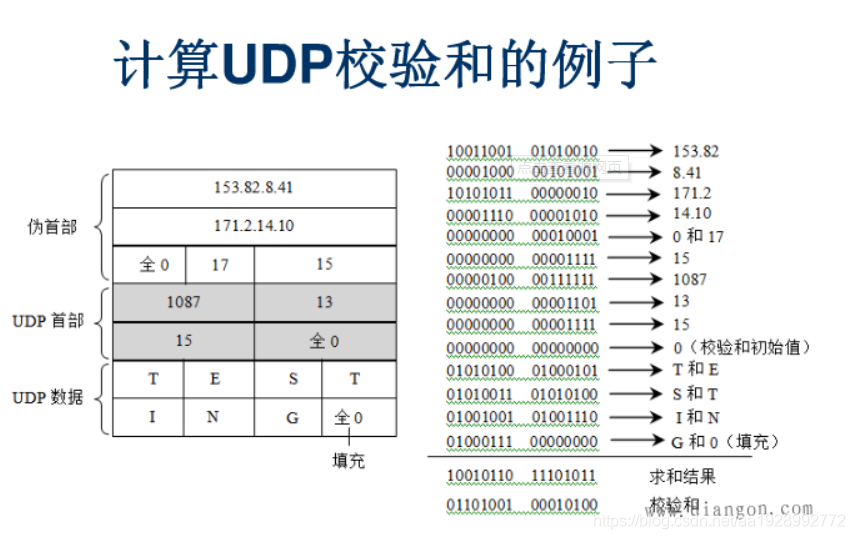 计算UDP校验和的例子
伪首部
153.82.8.41
171.2.14.10
全 0 17 15
UDP 首部
1087 13
15 全 0
UDP 数据
T E S T
I N G 全 0
填充
10011001 01010010 153.82
00001000 00101001 8.41
10101011 00000010 171.2
00001110 00001010 14.10
00000000 00010001 0 和 17
00000000 00001111 15
00000100 00111111 1087
00000000 00001101 13
00000000 00001111 15
00000000 00000000 0（校验和初始值）
01010100 01000101 T 和 E
01010011 01010100 S 和 T
01001001 01001110 I 和 N
01000111 00000000 G 和 0（填充）
10010110 11101011 求和结果
01101001 00010100 校验和
www.diangon.com
https://blog.csdn.net/aa1928992772